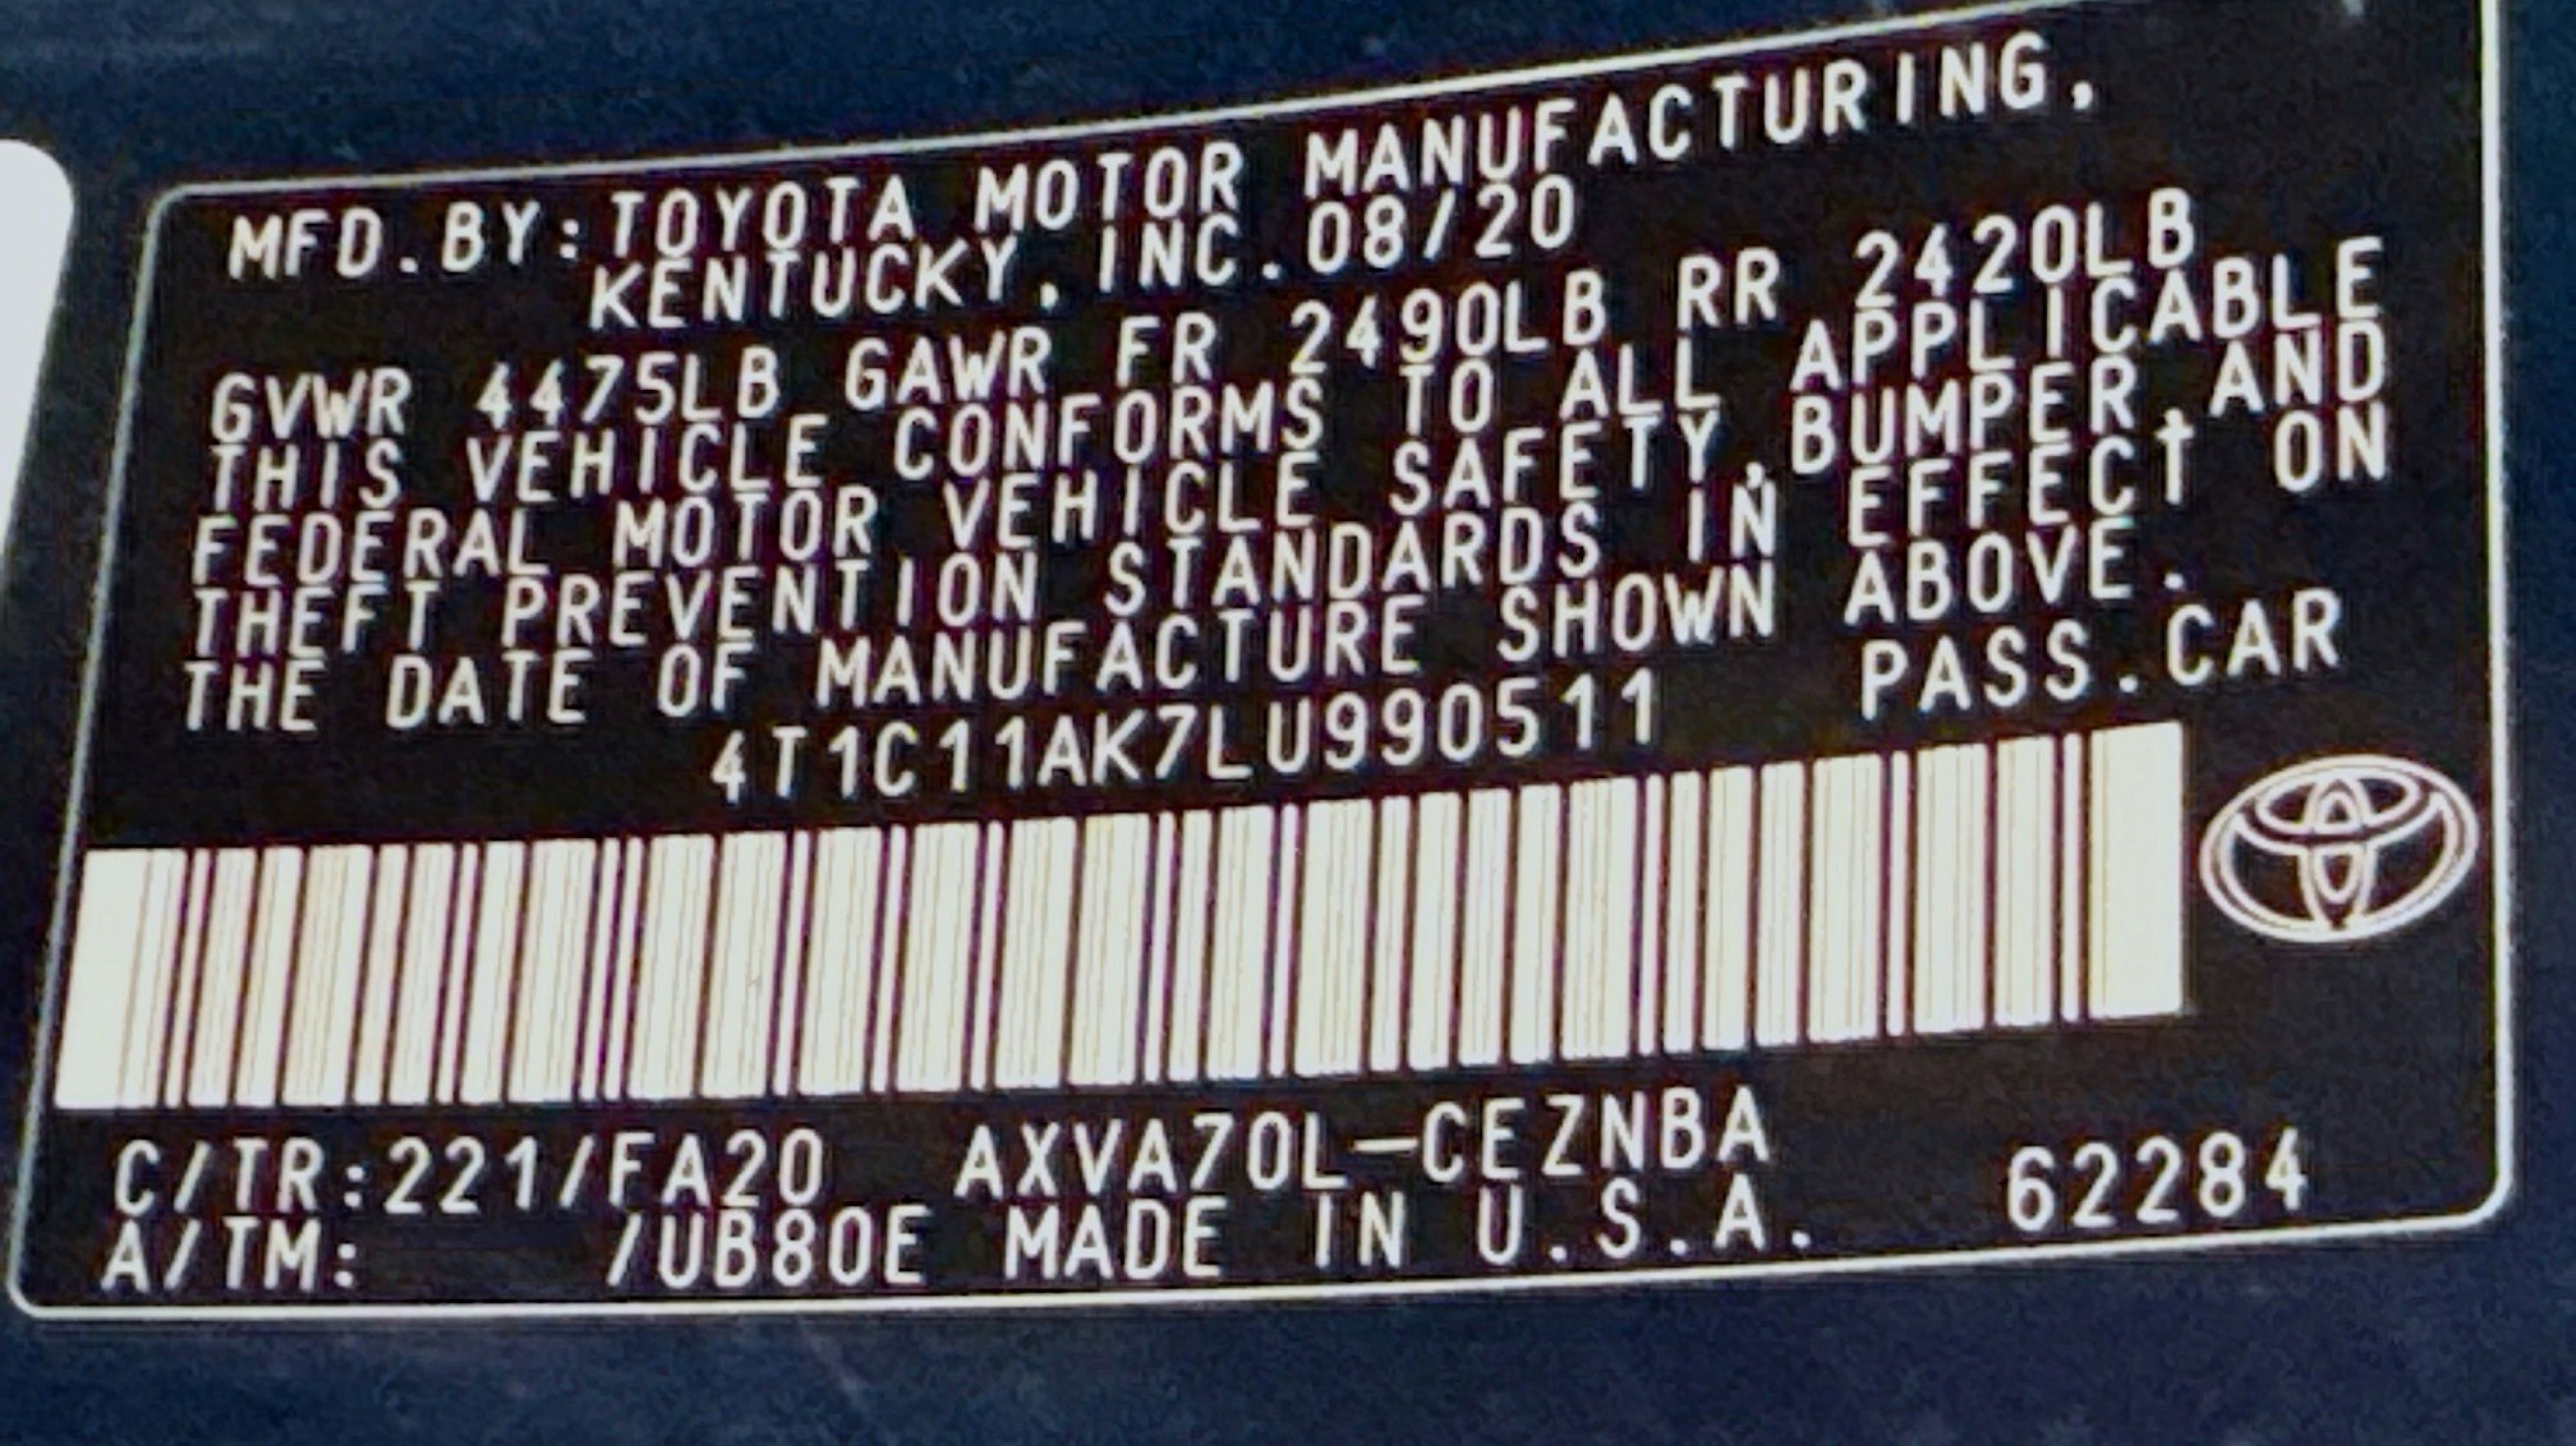 MFD.BY:TOYOTA MOTOR MANUFACTURING,
KENTUCKY, INC.08/20
GVWR 4475LB GAWR FR 2490LB RR 2420LB
THIS VEHICLE CONFORMS TO ALL APPLICABLE
FEDERAL MOTOR VEHICLE SAFETY,BUMPER,AND
THEFT PREVENTION STANDARDS IN EFFECT ON
THE DATE OF MANUFACTURE SHOWN ABOVE.
4T1C11AK7LU990511 PASS.CAR
C/TR:221/FA20 AXVA70L-CEZNBA
A/TM: /UB80E MADE IN U.S.A. 62284